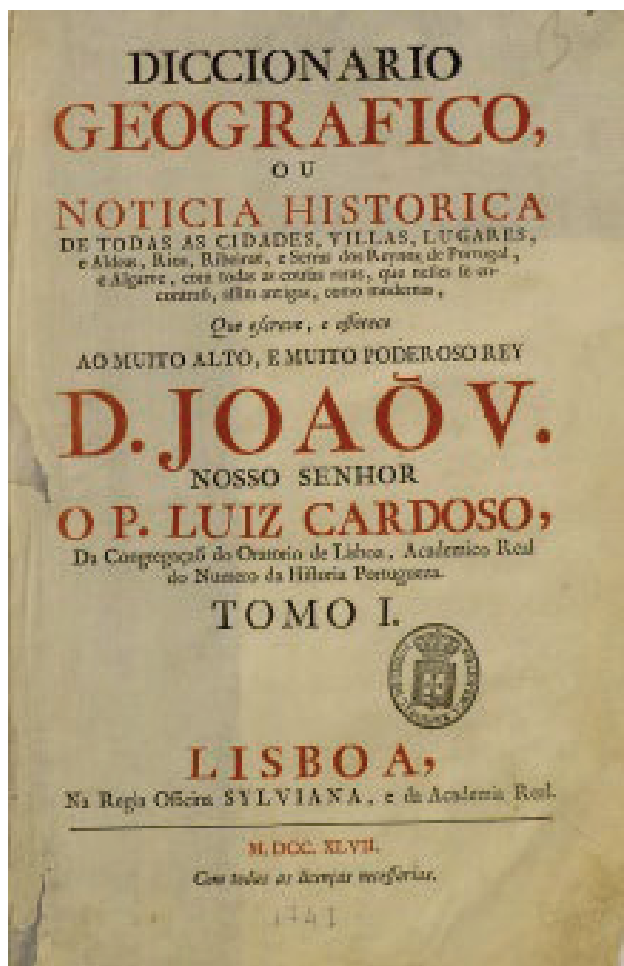 DICCIONARIO
GEOGRAFICO,
OU
NOTICIA HISTORICA
DE TODAS AS CIDADES, VILLAS, LUGARES,
e Aldeas, Rios, Ribeiras, e Serras dos Reynos de Portugal,
e Algarve, com todas as cousas raras, que nelles se en-
contraõ, assim antigas, como modernas,
Que escreve, e offerece
AO MUITO ALTO, E MUITO PODEROSO REY
D. JOAÕ V.
NOSSO SENHOR
O P. LUIZ CARDOSO,
Da Congregaçaõ do Oratorio de Lisboa, Academico Real
do Numero da Historia Portugueza.
TOMO I.
LISBOA,
Na Regia Officina SYLVIANA, e da Academia Real.
M. DCC. XLVII.
Com todas as licenças necessarias.